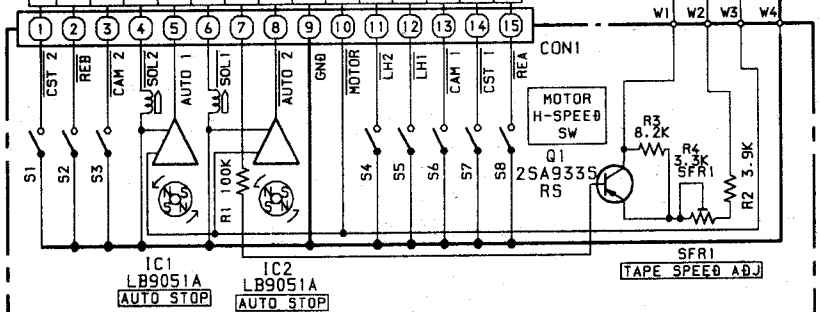 W1 W2 W3 W4
1 2 3 4 5 6 7 8 9 10 11 12 13 14 15
CON1
CST 2
REB
CAM 2
SOL2
AUTO 1
SOL1
AUTO 2
GND
MOTOR
LH2
LH1
CAM 1
CST 1
REA
MOTOR
H-SPEED
SW
Q1
2SA933S
RS
R3
8.2K
R4
3.3K
SFR1
R2 3.9K
S1
S2
S3
R1 100K
S4
S5
S6
S7
S8
N S
N S
N S
N S
IC1
LB9051A
AUTO STOP
IC2
LB9051A
AUTO STOP
SFR1
TAPE SPEED ADJ